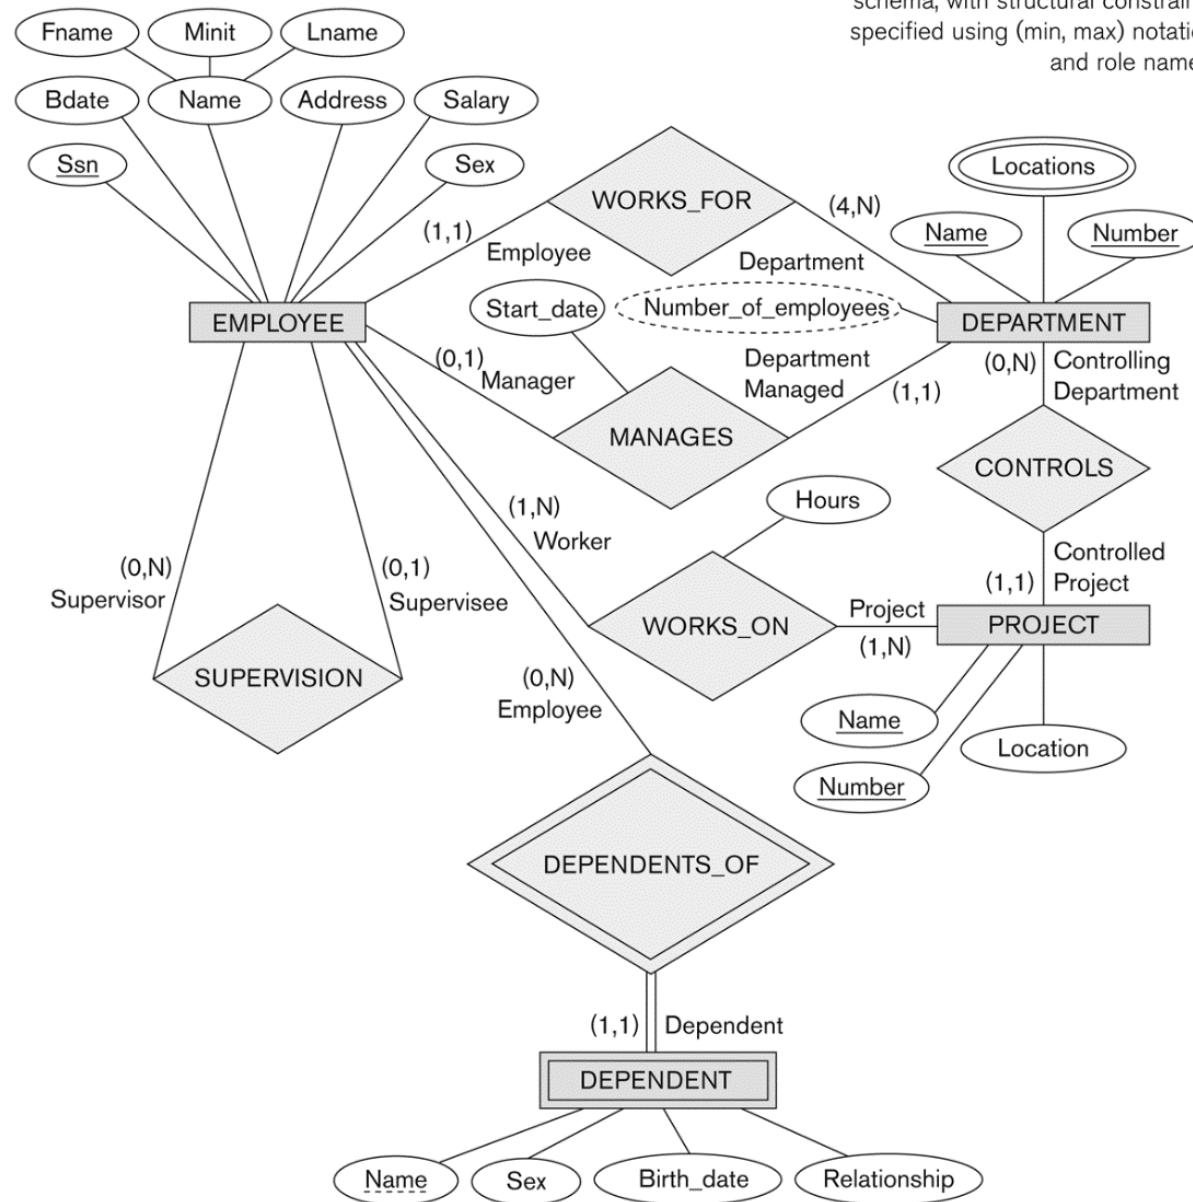 schema, with structural
specified using (min, max)
and role
Fname
Minit
Lname
Bdate
Name
Address
Salary
Ssn
Sex
WORKS_FOR
Locations
(1,1)
Employee
(4,N)
Department
Name
Number
EMPLOYEE
Start_date
Number_of_employees
DEPARTMENT
(0,1)
Manager
Department
Managed
(1,1)
(0,N)
Controlling
Department
MANAGES
CONTROLS
Hours
(1,N)
Worker
(0,N)
Supervisor
(0,1)
Supervisee
Controlled
Project
(1,1)
WORKS_ON
Project
(1,N)
PROJECT
SUPERVISION
(0,N)
Employee
Name
Location
Number
DEPENDENTS_OF
(1,1)
Dependent
DEPENDENT
Name
Sex
Birth_date
Relationship